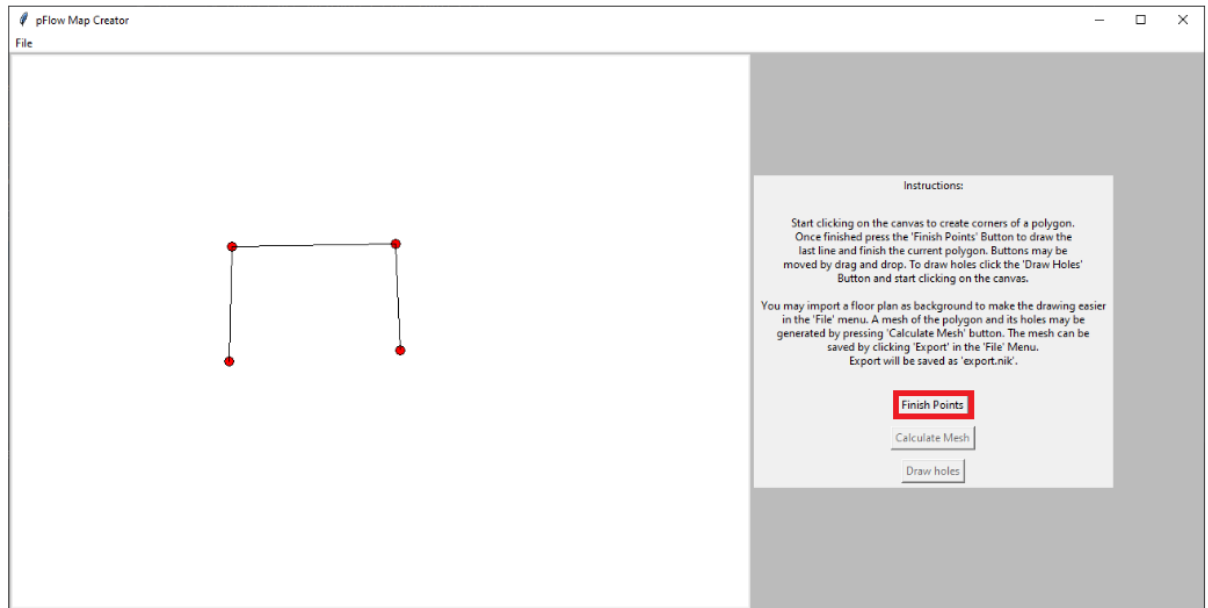 pFlow Map Creator
File
Instructions:
Start clicking on the canvas to create corners of a polygon.
Once finished press the 'Finish Points' Button to draw the
last line and finish the current polygon. Buttons may be
moved by drag and drop. To draw holes click the 'Draw Holes'
Button and start clicking on the canvas.
You may import a floor plan as background to make the drawing easier
in the 'File' menu. A mesh of the polygon and its holes may be
generated by pressing 'Calculate Mesh' button. The mesh can be
saved by clicking 'Export' in the 'File' Menu.
Export will be saved as 'export.nik'.
Finish Points
Calculate Mesh
Draw holes